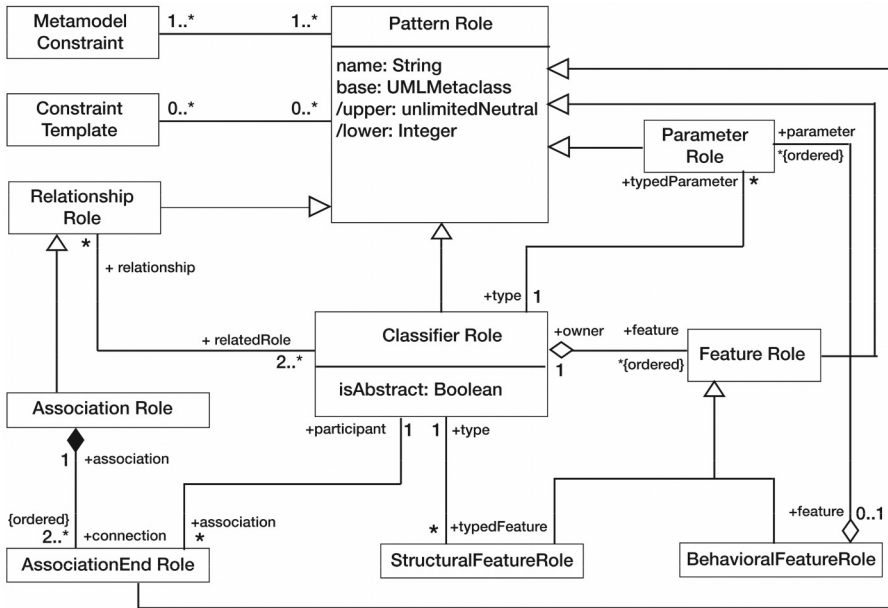 Metamodel
Constraint
1..*
1..*
Pattern Role
name: String
base: UMLMetaclass
/upper: unlimitedNeutral
/lower: Integer
Constraint
Template
0..*
0..*
Parameter
Role
+parameter
*{ordered}
+typedParameter
*
Relationship
Role
*
+ relationship
+type
1
+ relatedRole
2..*
Classifier Role
isAbstract: Boolean
+owner
1
+feature
*{ordered}
Feature Role
Association Role
1
+association
+participant
1
1
+type
{ordered}
2..*
+connection
+association
*
*
+typedFeature
+feature
0..1
AssociationEnd Role
StructuralFeatureRole
BehavioralFeatureRole